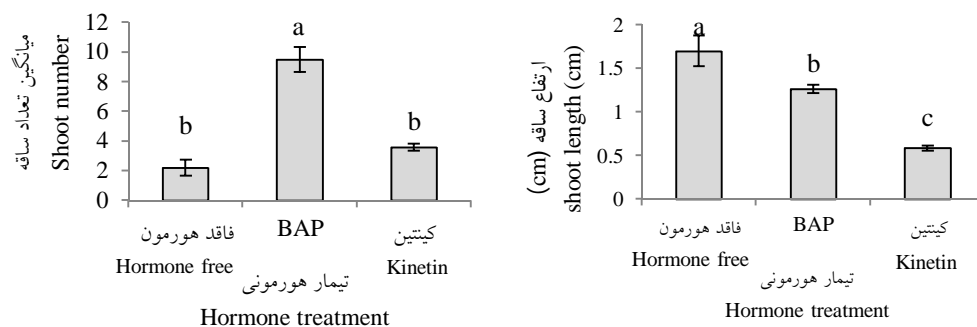 میانگین تعداد ساقه
Shoot number
12
10
8
6
4
2
0
b
a
b
فاقد هورمون
Hormone free
BAP
کینتین
Kinetin
تیمار هورمونی
Hormone treatment
ارتفاع ساقه (cm)
shoot length (cm)
2
1.5
1
0.5
0
a
b
c
فاقد هورمون
Hormone free
BAP
کینتین
Kinetin
تیمار هورمونی
Hormone treatment